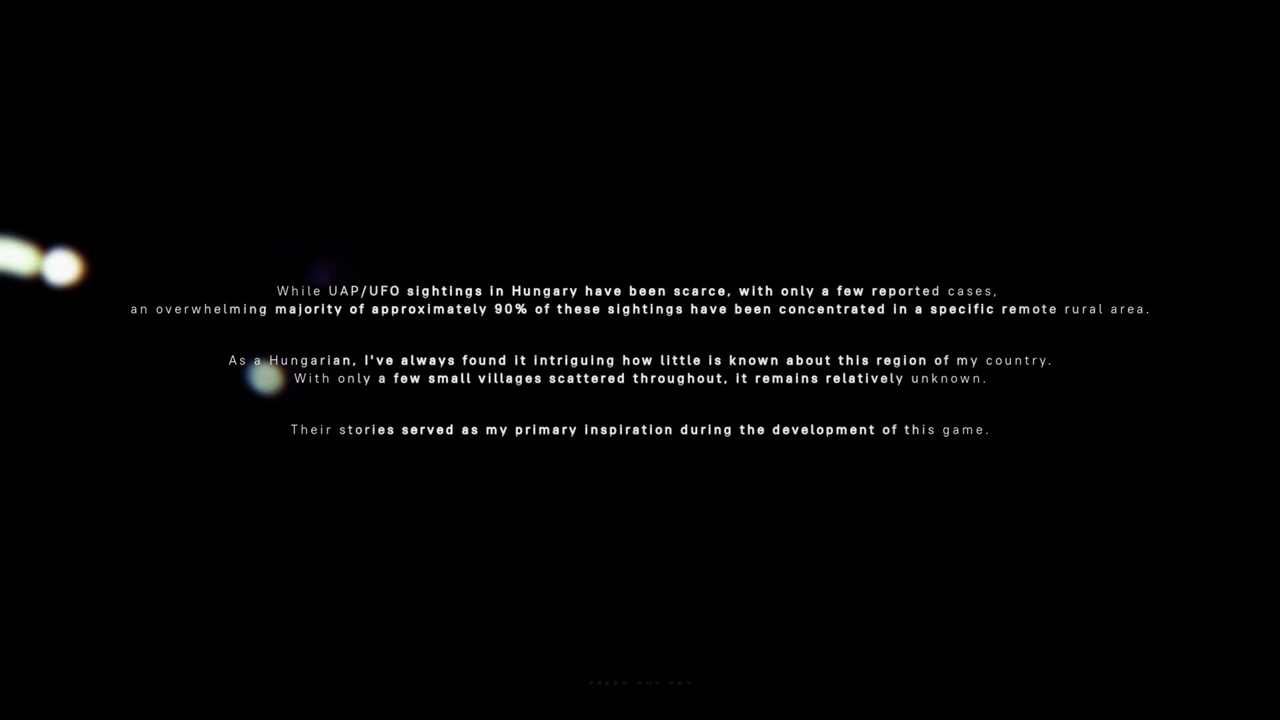 While UAP/UFO sightings in Hungary have been scarce, with only a few reported cases,
an overwhelming majority of approximately 90% of these sightings have been concentrated in a specific remote rural area.
As a Hungarian, I've always found it intriguing how little is known about this region of my country.
With only a few small villages scattered throughout, it remains relatively unknown.
Their stories served as my primary inspiration during the development of this game.
PRESS ANY KEY